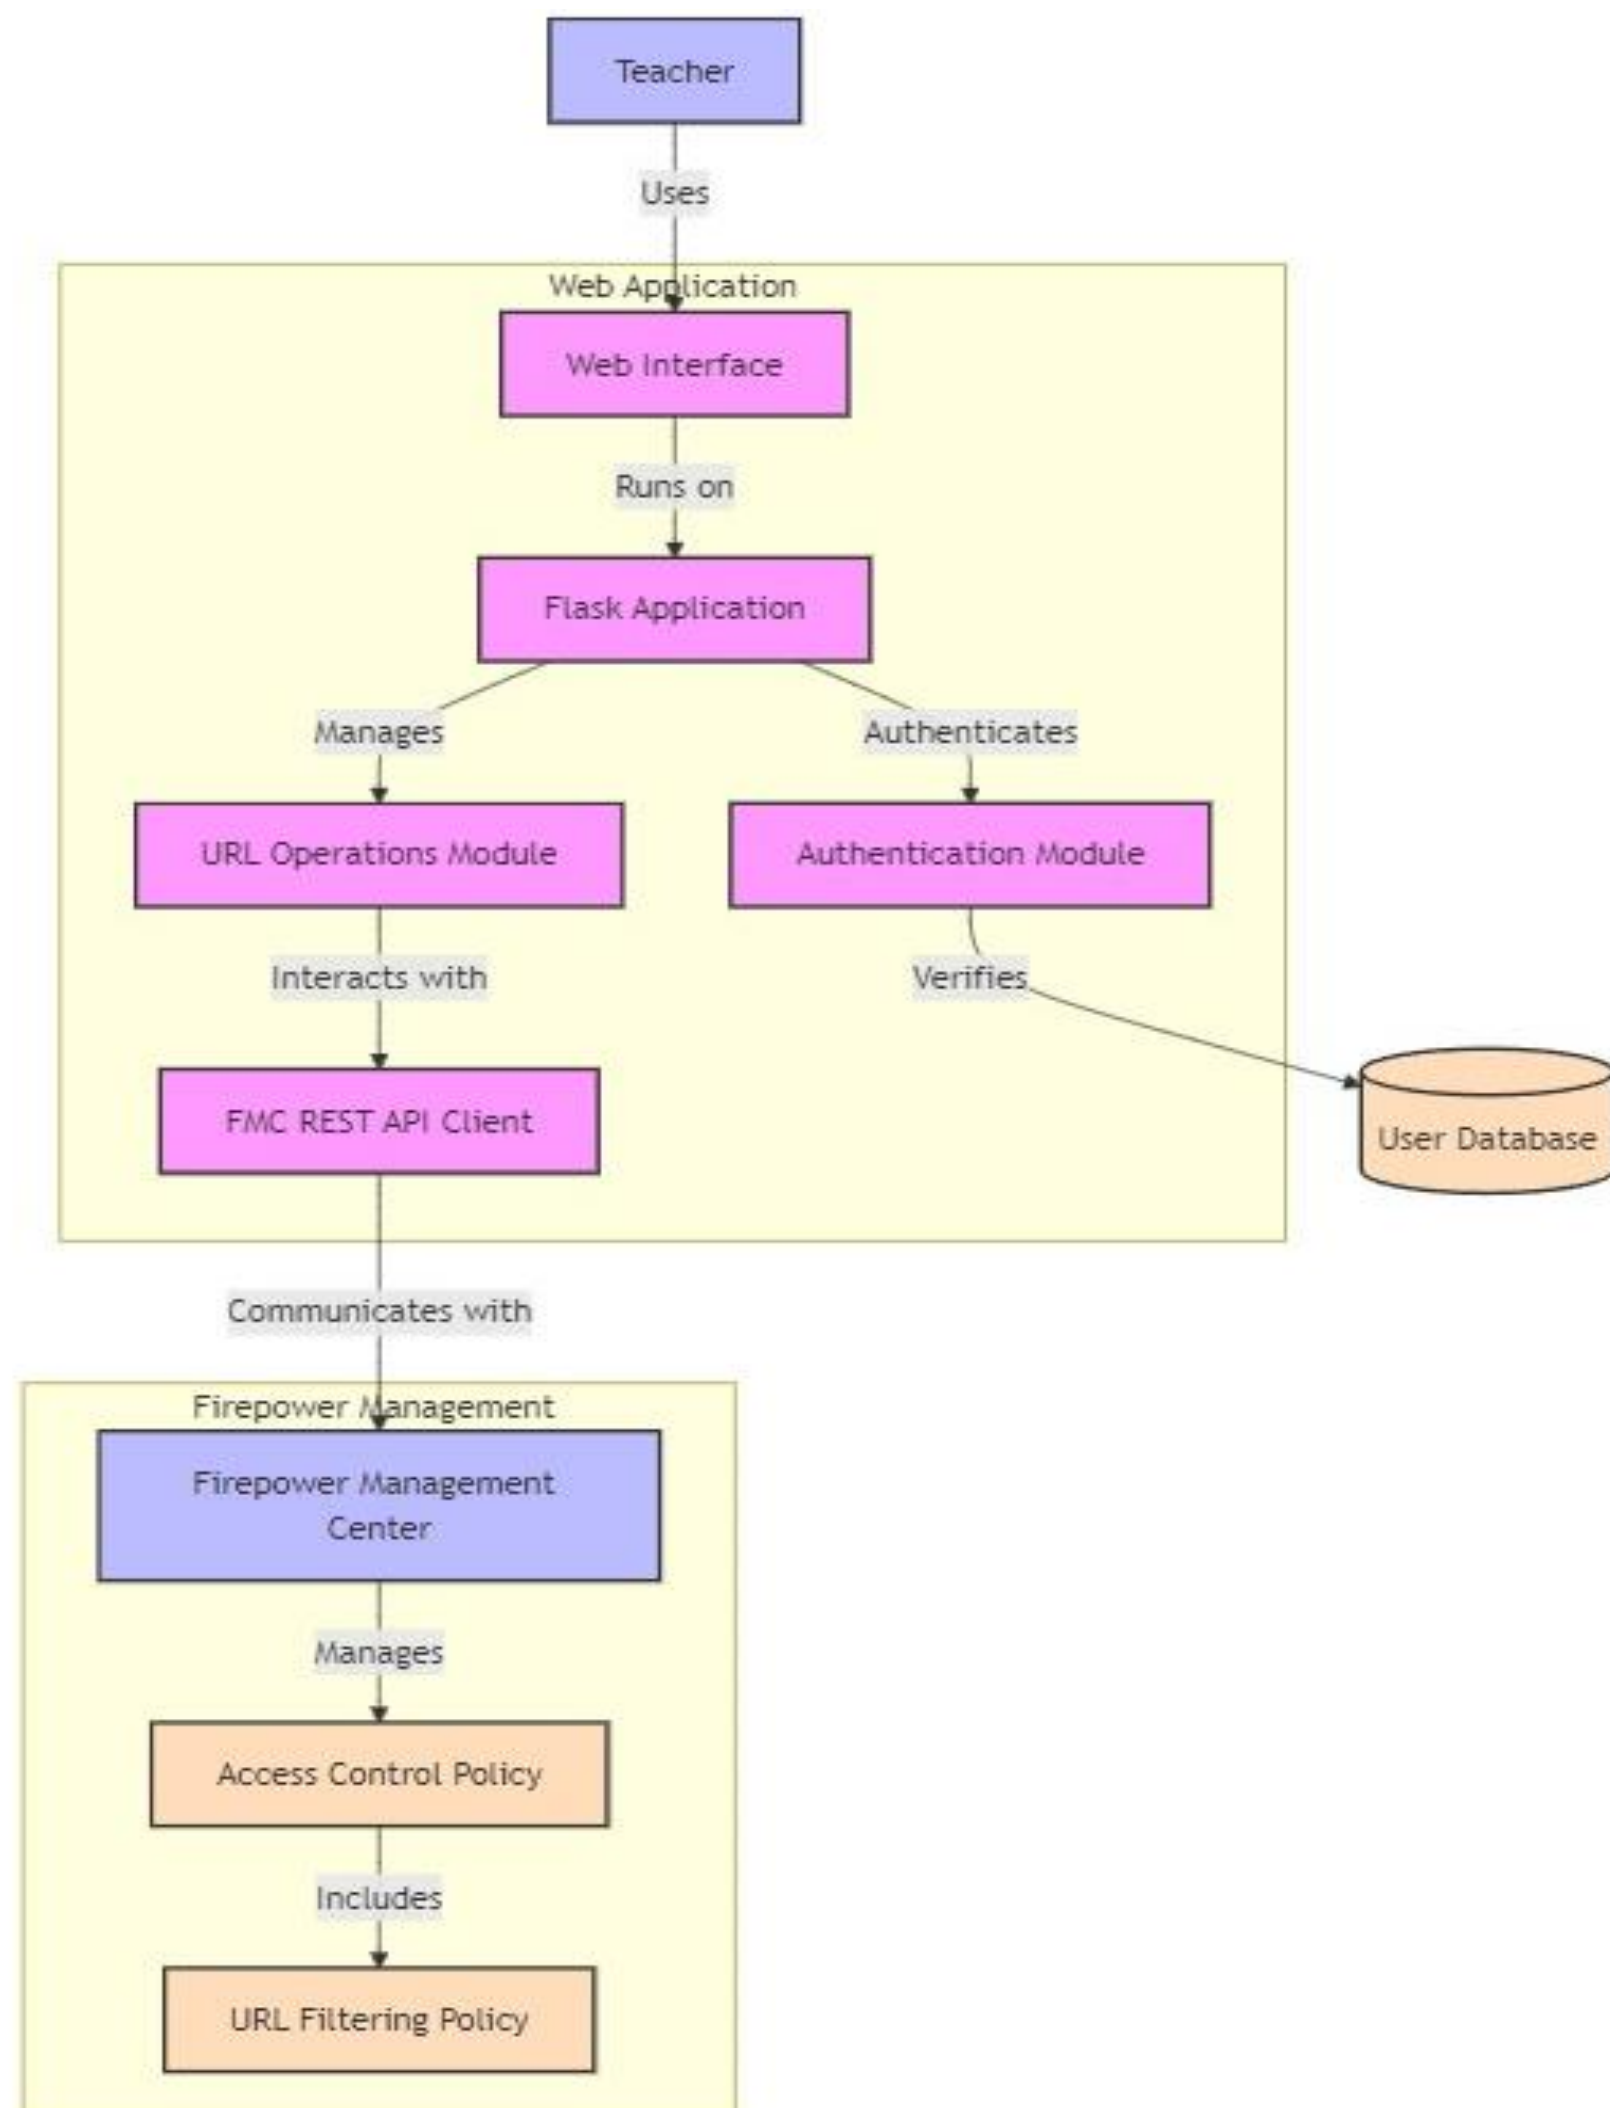 Teacher
Uses
Web Application
Web Interface
Runs on
Flask Application
Manages
Authenticates
URL Operations Module
Authentication Module
Interacts with
Verifies
FMC REST API Client
User Database
Communicates with
Firepower Management
Firepower Management
Center
Manages
Access Control Policy
Includes
URL Filtering Policy